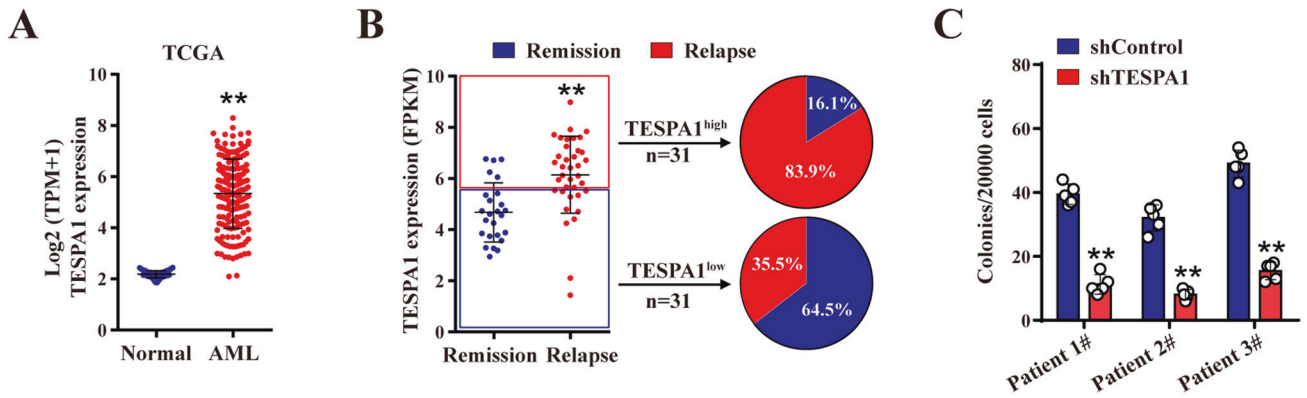 A
TCGA
Log2 (TPM+1)
TESPA1 expression
10
8
6
4
2
0
**
Normal
AML
B
Remission
Relapse
TESPA1 expression (FPKM)
10
8
6
4
2
0
**
Remission
Relapse
TESPA1high
n=31
16.1%
83.9%
TESPA1low
n=31
35.5%
64.5%
C
shControl
shTESPA1
Colonies/20000 cells
80
60
40
20
0
**
**
**
Patient 1#
Patient 2#
Patient 3#